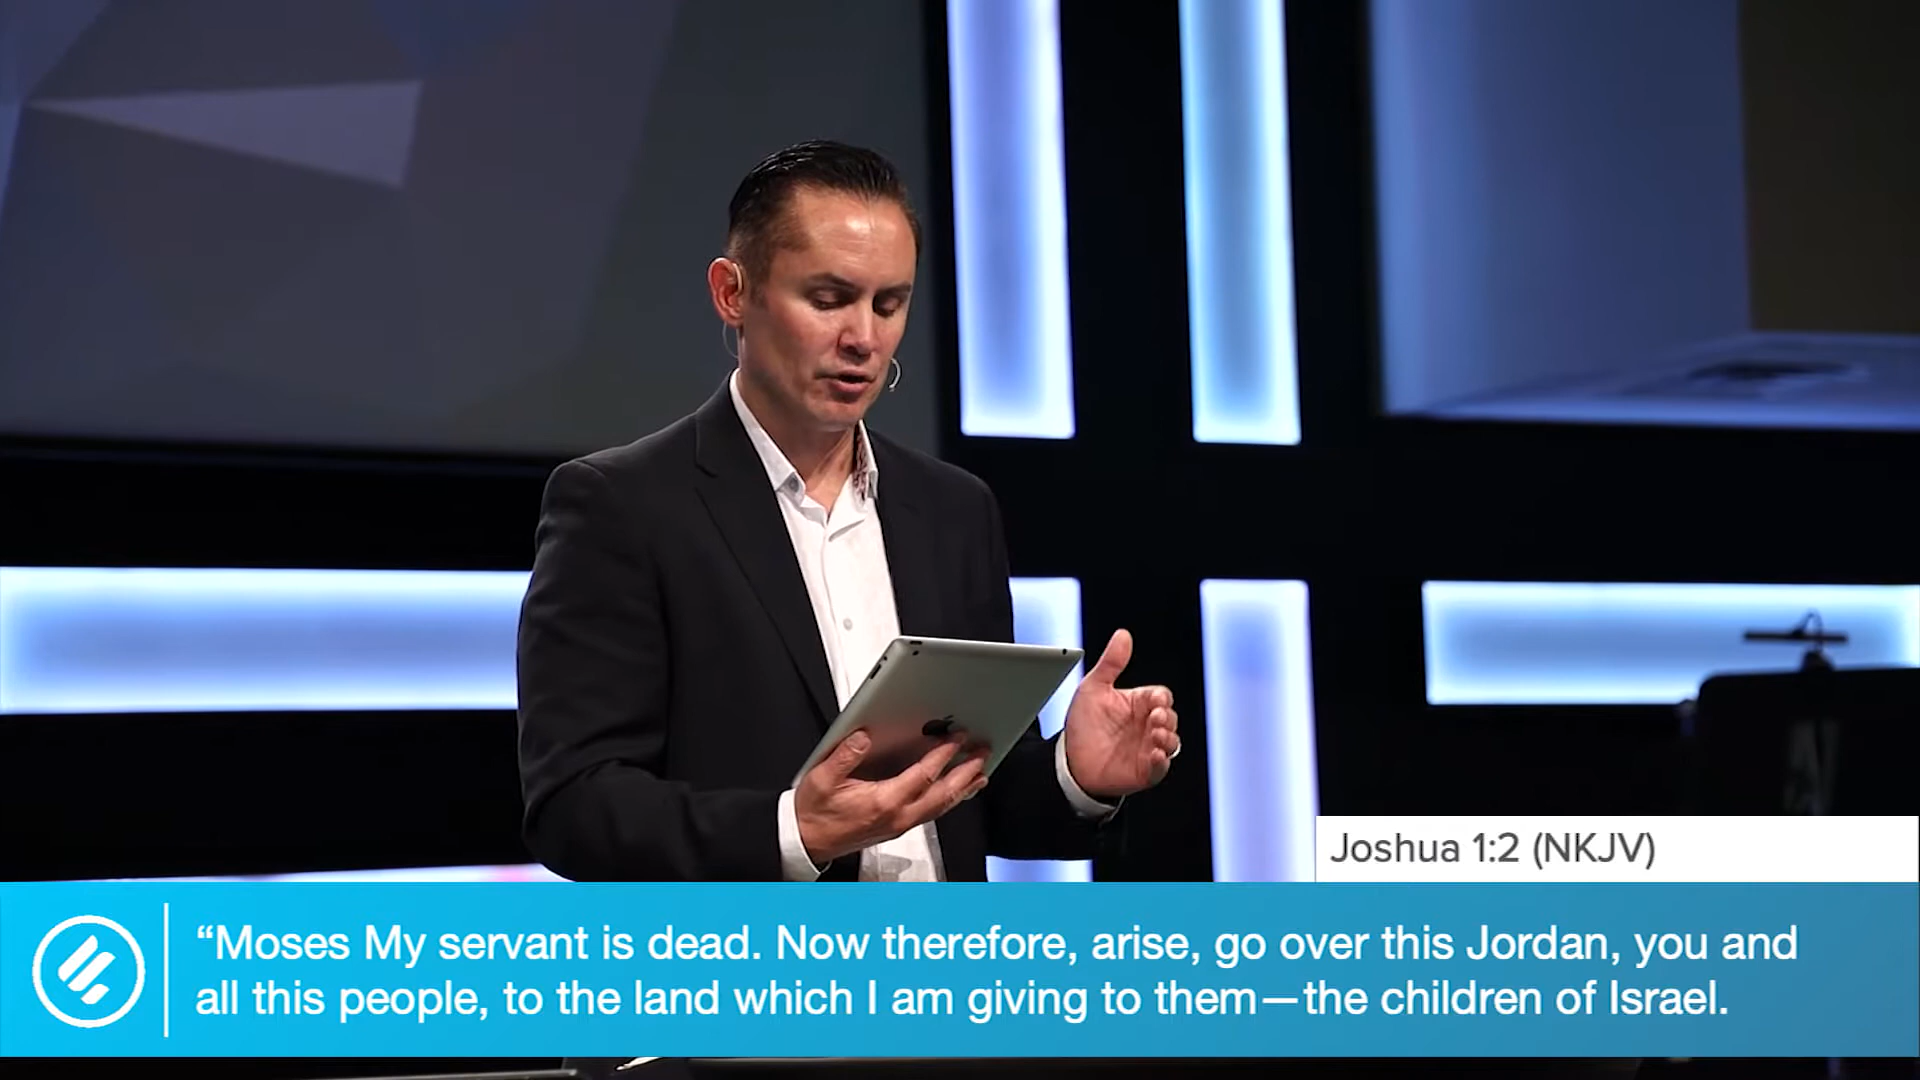 Joshua 1:2 (NKJV)
“Moses My servant is dead. Now therefore, arise, go over this Jordan, you and
all this people, to the land which I am giving to them—the children of Israel.